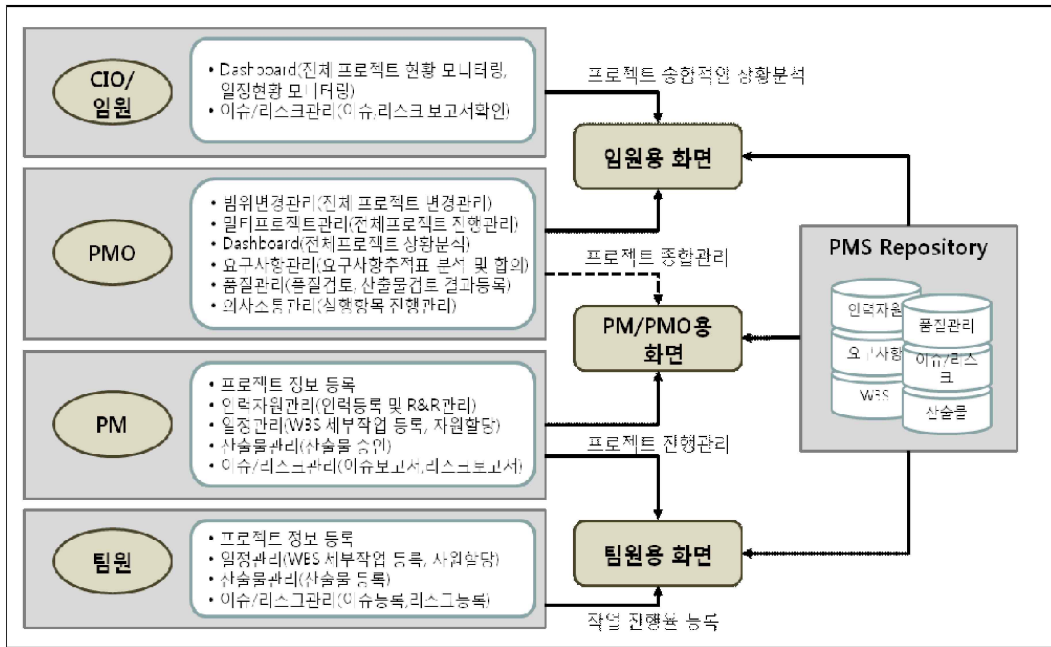 CIO/
임원
• Dashboard(전체 프로젝트 현황 모니터링,
일정현황 모니터링)
• 이슈/리스크관리(이슈,리스크 보고서확인)
프로젝트 종합적인 상황분석
임원용 화면
PMO
• 범위변경관리(전체 프로젝트 변경관리)
• 멀티프로젝트관리(전체프로젝트 진행관리)
• Dashboard(전체프로젝트 상황분석)
• 요구사항관리(요구사항추적표 분석 및 합의)
• 품질관리(품질검토, 산출물검토 결과등록)
• 의사소통관리(실행항목 진행관리)
프로젝트 종합관리
PM/PMO용
화면
PMS Repository
인력자원
요구사항
WBS
품질관리
이슈/리스
크
산출물
PM
• 프로젝트 정보 등록
• 인력자원관리(인력등록 및 R&R관리)
• 일정관리(WBS 세부작업 등록, 자원할당)
• 산출물관리(산출물 승인)
• 이슈/리스크관리(이슈보고서,리스크보고서)
프로젝트 진행관리
팀원
• 프로젝트 정보 등록
• 일정관리(WBS 세부작업 등록, 자원할당)
• 산출물관리(산출물 등록)
• 이슈/리스크관리(이슈등록,리스크등록)
팀원용 화면
작업 진행율 등록